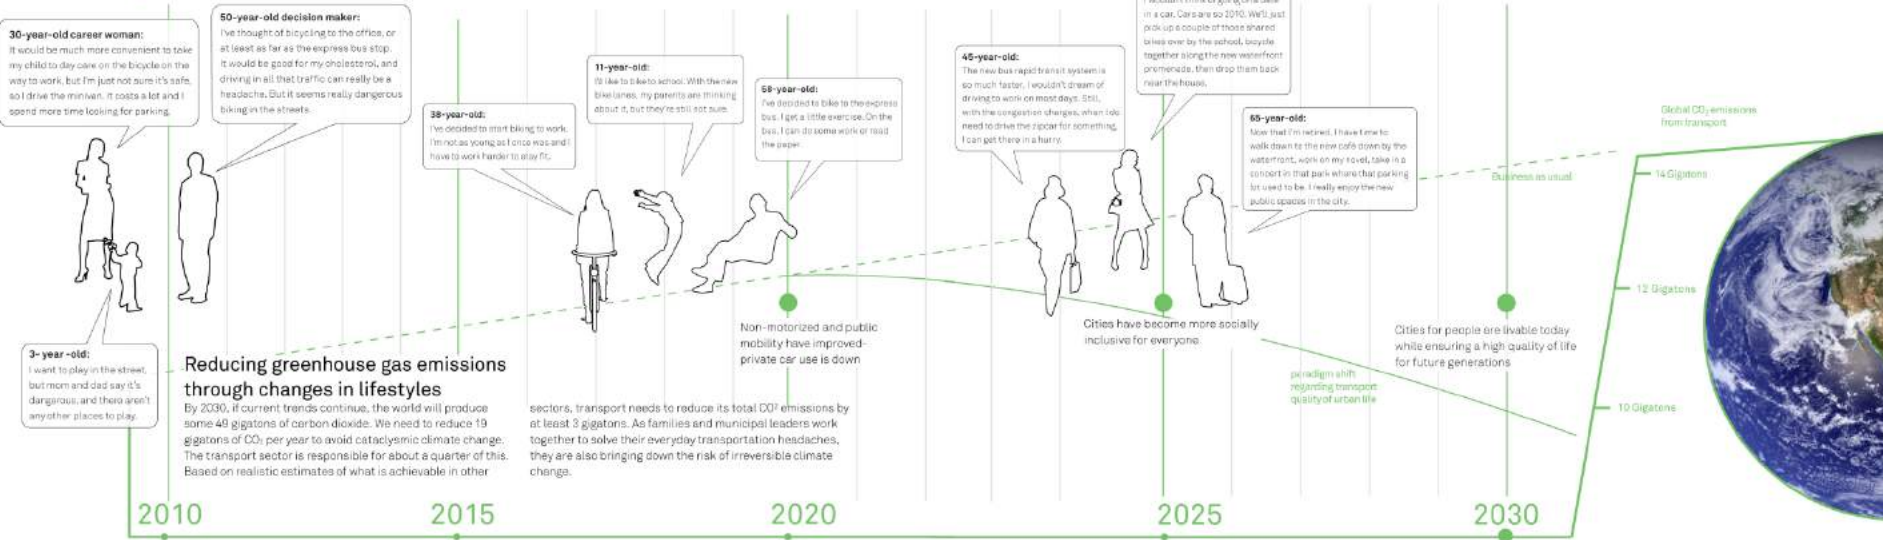 30-year-old career woman:
It would be much more convenient to take
my child to day care on the bicycle on the
way to work, but I'm just not sure it's safe,
so I drive the minivan. It costs a lot and I
spend more time looking for parking.
50-year-old decision maker:
I've thought of bicycling to the office, or
at least as far as the express bus stop.
It would be good for my cholesterol, and
driving in all that traffic can really be a
headache. But it seems really dangerous
biking in the streets.
3- year -old:
I want to play in the street,
but mom and dad say it's
dangerous, and there aren't
any other places to play.
38-year-old:
I've decided to start biking to work.
I'm not as young as I once was and I
have to work harder to stay fit.
11-year-old:
I'd like to bike to school. With the new
bike lanes, my parents are thinking
about it, but they're still not sure.
58-year-old:
I've decided to bike to the express
bus. I get a little exercise. On the
bus, I can do some work or read
the paper.
45-year-old:
The new bus rapid transit system is
so much faster, I wouldn't dream of
driving to work on most days. Still,
with the congestion charges, when I do
need to drive the zipcar for something,
I can get there in a hurry.
in a car. Cars are so 2010. We'll just
pick up a couple of those shared
bikes over by the school, bicycle
together along the new waterfront
promenade, then drop them back
near the house.
65-year-old:
Now that I'm retired, I have time to
walk down to the new café down by the
waterfront, work on my novel, take in a
concert in that park where that parking
lot used to be. I really enjoy the new
public spaces in the city.
Global CO₂ emissions
from transport
Business as usual
14 Gigatons
12 Gigatons
10 Gigatons
Non-motorized and public
mobility have improved-
private car use is down
Cities have become more socially
inclusive for everyone
Cities for people are livable today
while ensuring a high quality of life
for future generations
paradigm shift
regarding transport
quality of urban life
Reducing greenhouse gas emissions
through changes in lifestyles
By 2030, if current trends continue, the world will produce
some 49 gigatons of carbon dioxide. We need to reduce 19
gigatons of CO₂ per year to avoid cataclysmic climate change.
The transport sector is responsible for about a quarter of this.
Based on realistic estimates of what is achievable in other
sectors, transport needs to reduce its total CO² emissions by
at least 3 gigatons. As families and municipal leaders work
together to solve their everyday transportation headaches,
they are also bringing down the risk of irreversible climate
change.
2010
2015
2020
2025
2030